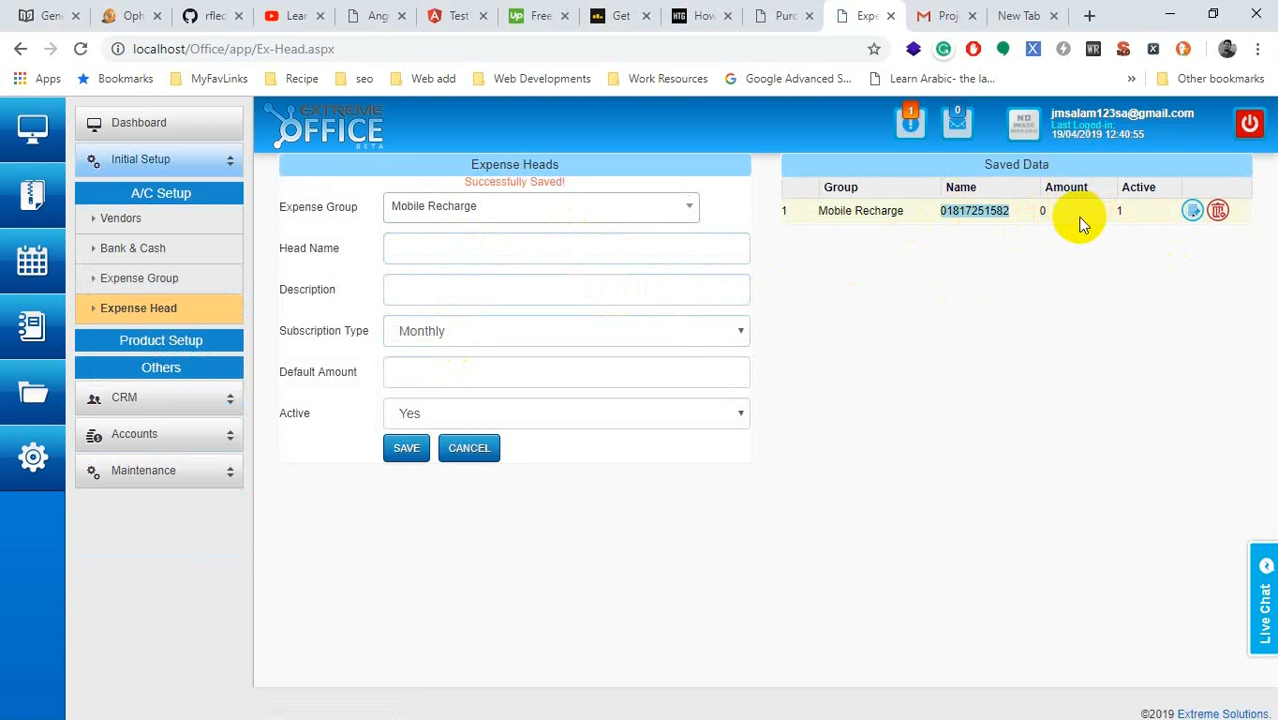 Gen
Oph
rflec
Lear
Ang
Test
Free
Get
How
Purc
Expe
Proj
New Tab
localhost/Office/app/Ex-Head.aspx
Apps
Bookmarks
MyFavLinks
Recipe
seo
Web add
Web Developments
Work Resources
Google Advanced S...
Learn Arabic- the la...
Other bookmarks
EXTREME
OFFICE
BETA
1
0
NO IMAGE AVAILABLE
jmsalam123sa@gmail.com
Last Loged-in:
19/04/2019 12:40:55
Dashboard
Initial Setup
A/C Setup
Vendors
Bank & Cash
Expense Group
Expense Head
Product Setup
Others
CRM
Accounts
Maintenance
Expense Heads
Successfully Saved!
Expense Group Mobile Recharge
Head Name
Description
Subscription Type Monthly
Default Amount
Active Yes
SAVE CANCEL
Saved Data
Group Name Amount Active
1 Mobile Recharge 01817251582 0 1
Live Chat
©2019 Extreme Solutions.